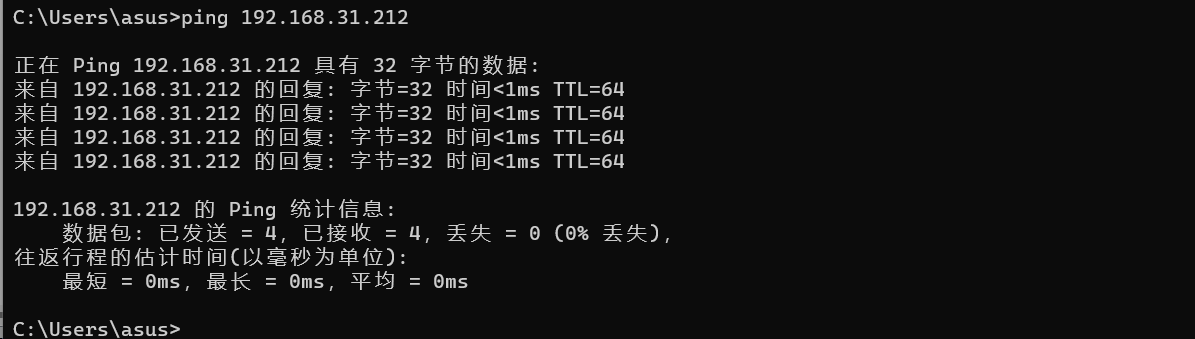 C:\Users\asus>ping 192.168.31.212
正在 Ping 192.168.31.212 具有 32 字节的数据:
来自 192.168.31.212 的回复: 字节=32 时间<1ms TTL=64
来自 192.168.31.212 的回复: 字节=32 时间<1ms TTL=64
来自 192.168.31.212 的回复: 字节=32 时间<1ms TTL=64
来自 192.168.31.212 的回复: 字节=32 时间<1ms TTL=64
192.168.31.212 的 Ping 统计信息:
数据包: 已发送 = 4，已接收 = 4，丢失 = 0 (0% 丢失)，
往返行程的估计时间(以毫秒为单位):
最短 = 0ms，最长 = 0ms，平均 = 0ms
C:\Users\asus>